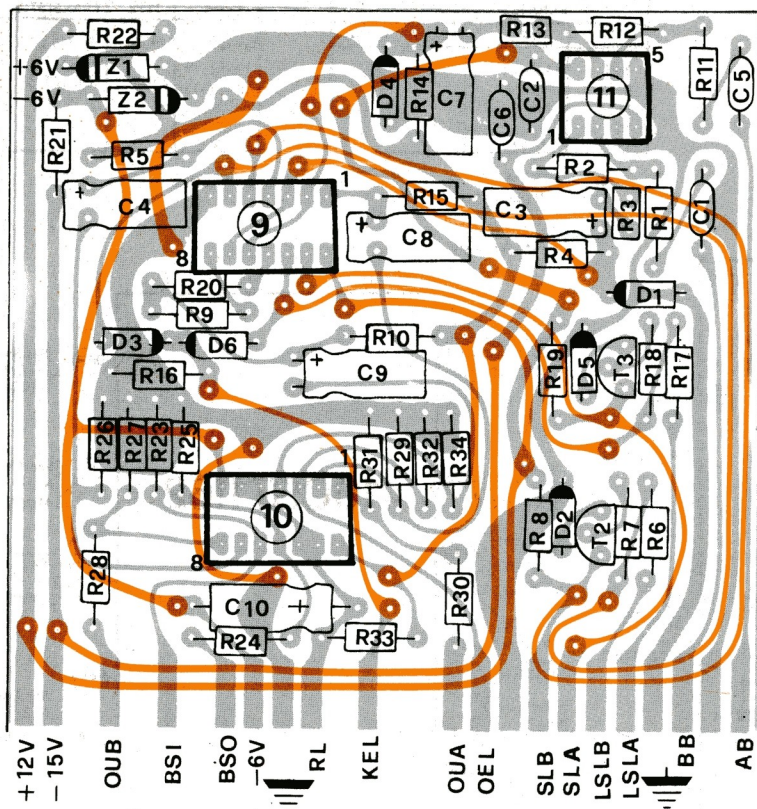 R22
R13
R12
5
+6V
Z1
D4
R14
+
C7
C6
C2
11
R11
C5
-6V
Z2
1
R21
R5
R2
+
C4
1
9
8
R15
C3
+
R3
R1
C1
+
C8
R4
R20
R9
D1
D3
D6
R10
+
C9
R16
R19
D5
T3
R18
R17
R26
R27
R23
R25
1
R31
R29
R32
R34
10
8
R8
D2
T2
R7
R6
R28
C10
+
R30
R24
R33
+12V
-15V
OUB
BSI
BSO
-6V
RL
KEL
OUA
OEL
SLB
SLA
LSLB
LSLA
BB
AB